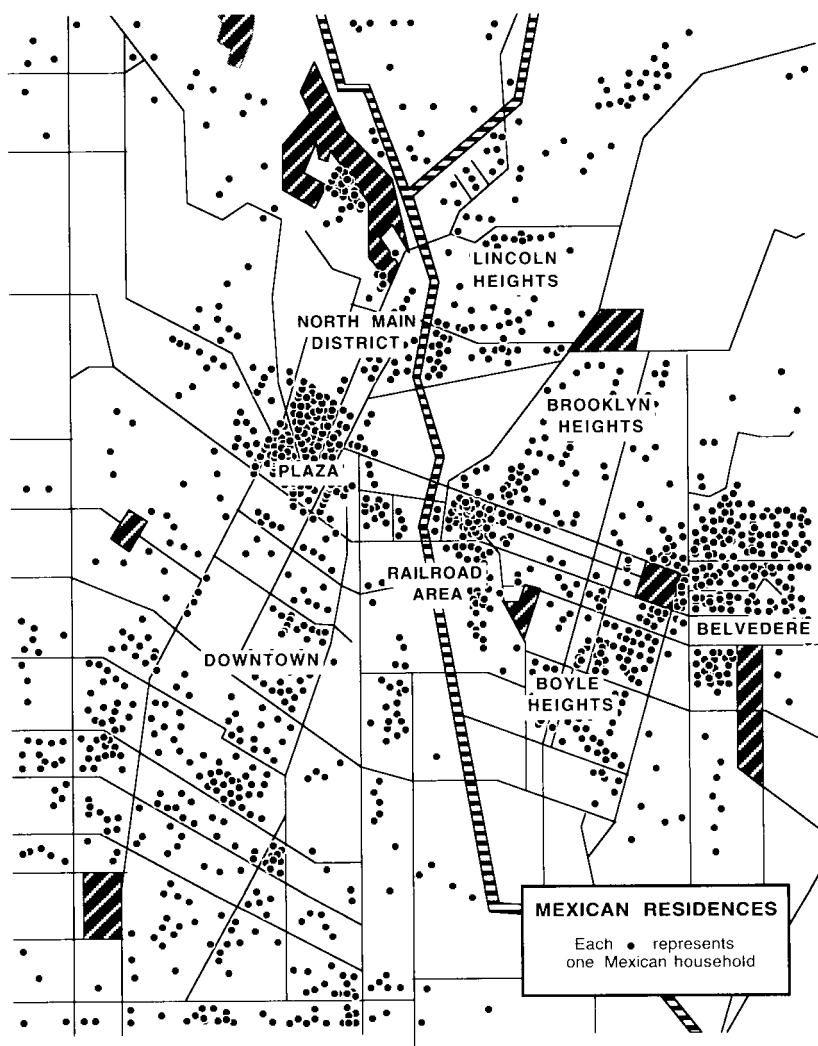 LINCOLN
HEIGHTS
NORTH MAIN
DISTRICT
BROOKLYN
HEIGHTS
PLAZA
RAILROAD
AREA
BELVEDERE
DOWNTOWN
BOYLE
HEIGHTS
MEXICAN RESIDENCES
Each ● represents
one Mexican household